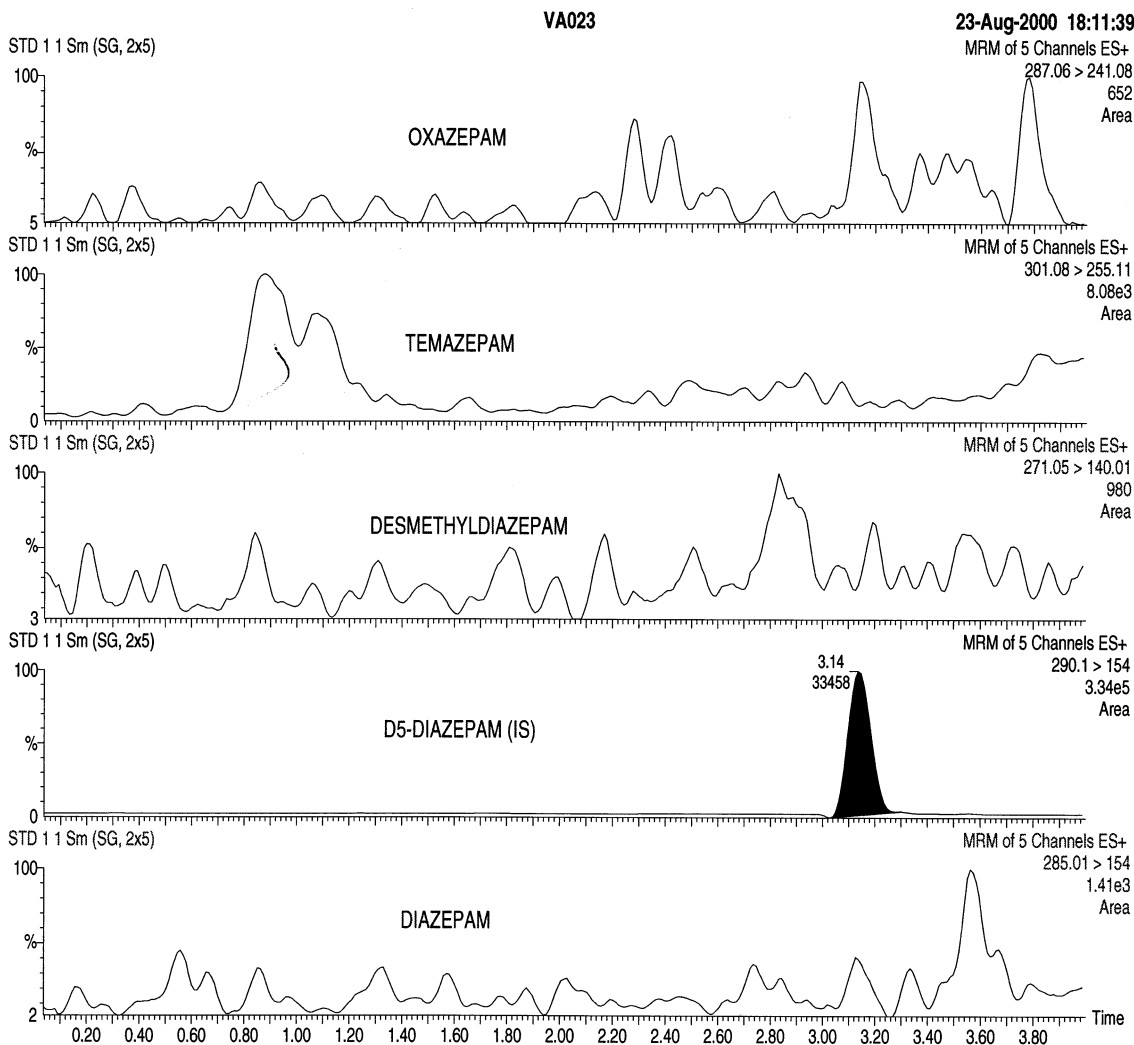 VA023
23-Aug-2000 18:11:39
STD 1 1 Sm (SG, 2x5)
MRM of 5 Channels ES+
287.06 > 241.08
652
Area
100
%
5
OXAZEPAM
STD 1 1 Sm (SG, 2x5)
MRM of 5 Channels ES+
301.08 > 255.11
8.08e3
Area
100
%
0
TEMAZEPAM
STD 1 1 Sm (SG, 2x5)
MRM of 5 Channels ES+
271.05 > 140.01
980
Area
100
%
3
DESMETHYLDIAZEPAM
STD 1 1 Sm (SG, 2x5)
MRM of 5 Channels ES+
290.1 > 154
3.34e5
Area
100
%
0
3.14
33458
D5-DIAZEPAM (IS)
STD 1 1 Sm (SG, 2x5)
MRM of 5 Channels ES+
285.01 > 154
1.41e3
Area
100
%
2
DIAZEPAM
Time
0.20 0.40 0.60 0.80 1.00 1.20 1.40 1.60 1.80 2.00 2.20 2.40 2.60 2.80 3.00 3.20 3.40 3.60 3.80